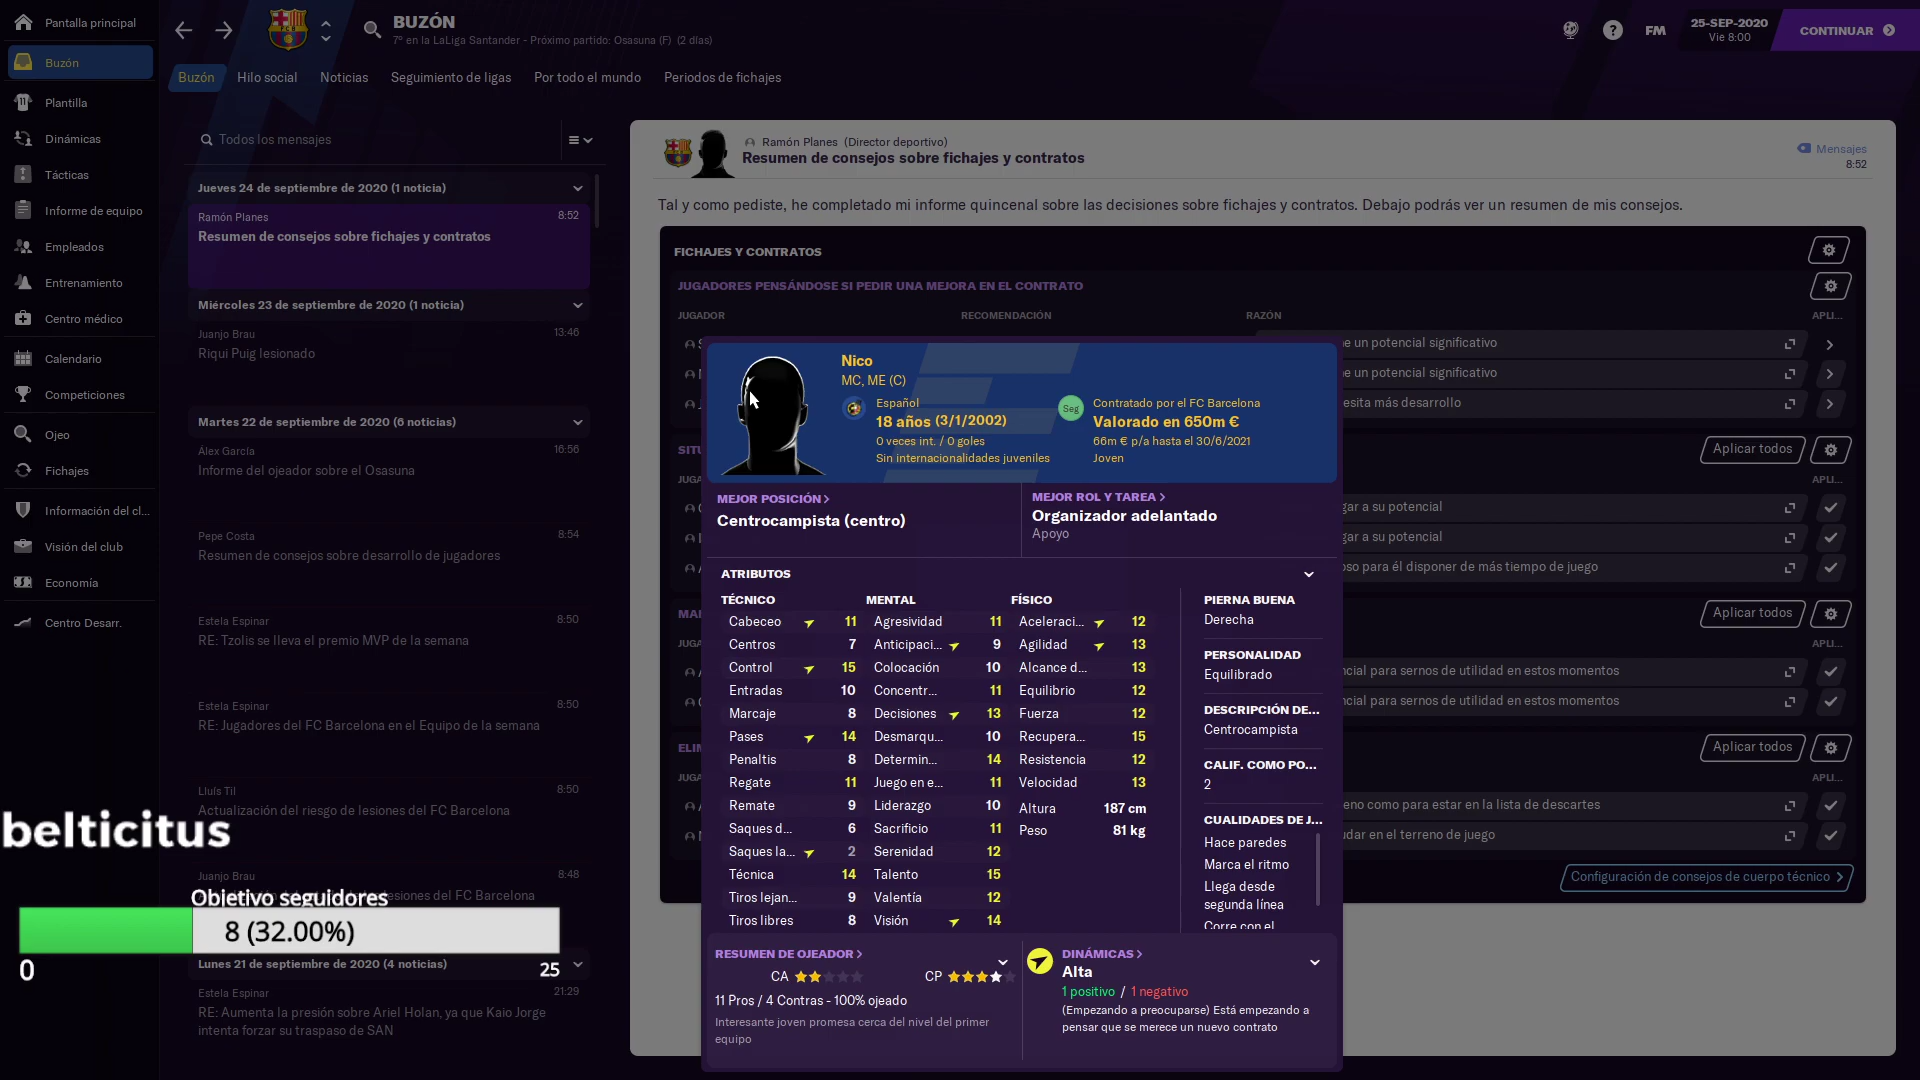 Pantalla principal
Buzón
Plantilla
Dinámicas
Tácticas
Informe de equipo
Empleados
Entrenamiento
Centro médico
Calendario
Competiciones
Ojeo
Fichajes
Información del cl...
Visión del club
Economía
Centro Desarr.
BUZÓN
7º en la LaLiga Santander - Próximo partido: Osasuna (F) (2 días)
FM
25-SEP-2020
Vie 8:00
CONTINUAR
Buzón
Hilo social
Noticias
Seguimiento de ligas
Por todo el mundo
Periodos de fichajes
Todos los mensajes
Jueves 24 de septiembre de 2020 (1 noticia)
Ramón Planes 8:52
Resumen de consejos sobre fichajes y contratos
Miércoles 23 de septiembre de 2020 (1 noticia)
Juanjo Brau 13:46
Riqui Puig lesionado
Martes 22 de septiembre de 2020 (6 noticias)
Álex García 16:56
Informe del ojeador sobre el Osasuna
Pepe Costa 8:54
Resumen de consejos sobre desarrollo de jugadores
Estela Espinar 8:50
RE: Tzolis se lleva el premio MVP de la semana
Estela Espinar 8:50
RE: Jugadores del FC Barcelona en el Equipo de la semana
Lluís Til 8:50
Actualización del riesgo de lesiones del FC Barcelona
Juanjo Brau 8:48
lesiones del FC Barcelona
Lunes 21 de septiembre de 2020 (4 noticias)
Estela Espinar 21:29
RE: Aumenta la presión sobre Ariel Holan, ya que Kaio Jorge
intenta forzar su traspaso de SAN
belticitus
Objetivo seguidores
8 (32.00%)
0 25
Ramón Planes (Director deportivo)
Resumen de consejos sobre fichajes y contratos
Mensajes
8:52
Tal y como pediste, he completado mi informe quincenal sobre las decisiones sobre fichajes y contratos. Debajo podrás ver un resumen de mis consejos.
FICHAJES Y CONTRATOS
JUGADORES PENSÁNDOSE SI PEDIR UNA MEJORA EN EL CONTRATO
JUGADOR RECOMENDACIÓN RAZÓN APLI...
e un potencial significativo
e un potencial significativo
esita más desarrollo
SITU
Aplicar todos
JUGA
APLI...
gar a su potencial
gar a su potencial
oso para él disponer de más tiempo de juego
MAN
Aplicar todos
JUGA
APLI...
cial para sernos de utilidad en estos momentos
cial para sernos de utilidad en estos momentos
ELIM
Aplicar todos
JUGA
APLI...
eno como para estar en la lista de descartes
udar en el terreno de juego
Configuración de consejos de cuerpo técnico
Nico
MC, ME (C)
Español
18 años (3/1/2002)
0 veces int. / 0 goles
Sin internacionalidades juveniles
Seg
Contratado por el FC Barcelona
Valorado en 650m €
66m € p/a hasta el 30/6/2021
Joven
MEJOR POSICIÓN
Centrocampista (centro)
MEJOR ROL Y TAREA
Organizador adelantado
Apoyo
ATRIBUTOS
TÉCNICO MENTAL FÍSICO
Cabeceo 11 Agresividad 11 Aceleraci... 12
Centros 7 Anticipaci... 9 Agilidad 13
Control 15 Colocación 10 Alcance d... 13
Entradas 10 Concentr... 11 Equilibrio 12
Marcaje 8 Decisiones 13 Fuerza 12
Pases 14 Desmarqu... 10 Recupera... 15
Penaltis 8 Determin... 14 Resistencia 12
Regate 11 Juego en e... 11 Velocidad 13
Remate 9 Liderazgo 10 Altura 187 cm
Saques d... 6 Sacrificio 11 Peso 81 kg
Saques la... 2 Serenidad 12
Técnica 14 Talento 15
Tiros lejan... 9 Valentía 12
Tiros libres 8 Visión 14
PIERNA BUENA
Derecha
PERSONALIDAD
Equilibrado
DESCRIPCIÓN DE...
Centrocampista
CALIF. COMO PO...
2
CUALIDADES DE J...
Hace paredes
Marca el ritmo
Llega desde
segunda línea
Corre con el
RESUMEN DE OJEADOR
CA CP
11 Pros / 4 Contras - 100% ojeado
Interesante joven promesa cerca del nivel del primer
equipo
DINÁMICAS
Alta
1 positivo / 1 negativo
(Empezando a preocuparse) Está empezando a
pensar que se merece un nuevo contrato